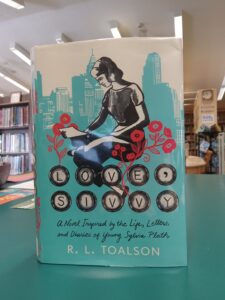 LOVE,
SIVVY
A Novel Inspired by the Life, Letters
and Diaries of Young Sylvia Plath
R. L. TOALSON